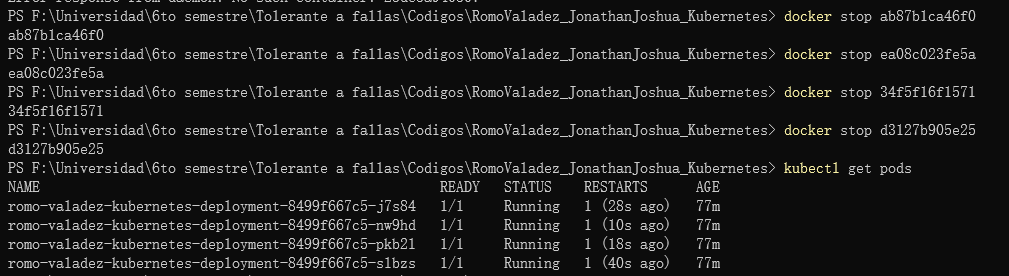 PS F:\Universidad\6to semestre\Tolerante a fallas\Codigos\RomoValadez_JonathanJoshua_Kubernetes> docker stop ab87b1ca46f0
ab87b1ca46f0
PS F:\Universidad\6to semestre\Tolerante a fallas\Codigos\RomoValadez_JonathanJoshua_Kubernetes> docker stop ea08c023fe5a
ea08c023fe5a
PS F:\Universidad\6to semestre\Tolerante a fallas\Codigos\RomoValadez_JonathanJoshua_Kubernetes> docker stop 34f5f16f1571
34f5f16f1571
PS F:\Universidad\6to semestre\Tolerante a fallas\Codigos\RomoValadez_JonathanJoshua_Kubernetes> docker stop d3127b905e25
d3127b905e25
PS F:\Universidad\6to semestre\Tolerante a fallas\Codigos\RomoValadez_JonathanJoshua_Kubernetes> kubectl get pods
NAME READY STATUS RESTARTS AGE
romo-valadez-kubernetes-deployment-8499f667c5-j7s84 1/1 Running 1 (28s ago) 77m
romo-valadez-kubernetes-deployment-8499f667c5-nw9hd 1/1 Running 1 (10s ago) 77m
romo-valadez-kubernetes-deployment-8499f667c5-pkb2l 1/1 Running 1 (18s ago) 77m
romo-valadez-kubernetes-deployment-8499f667c5-slbzs 1/1 Running 1 (40s ago) 77m